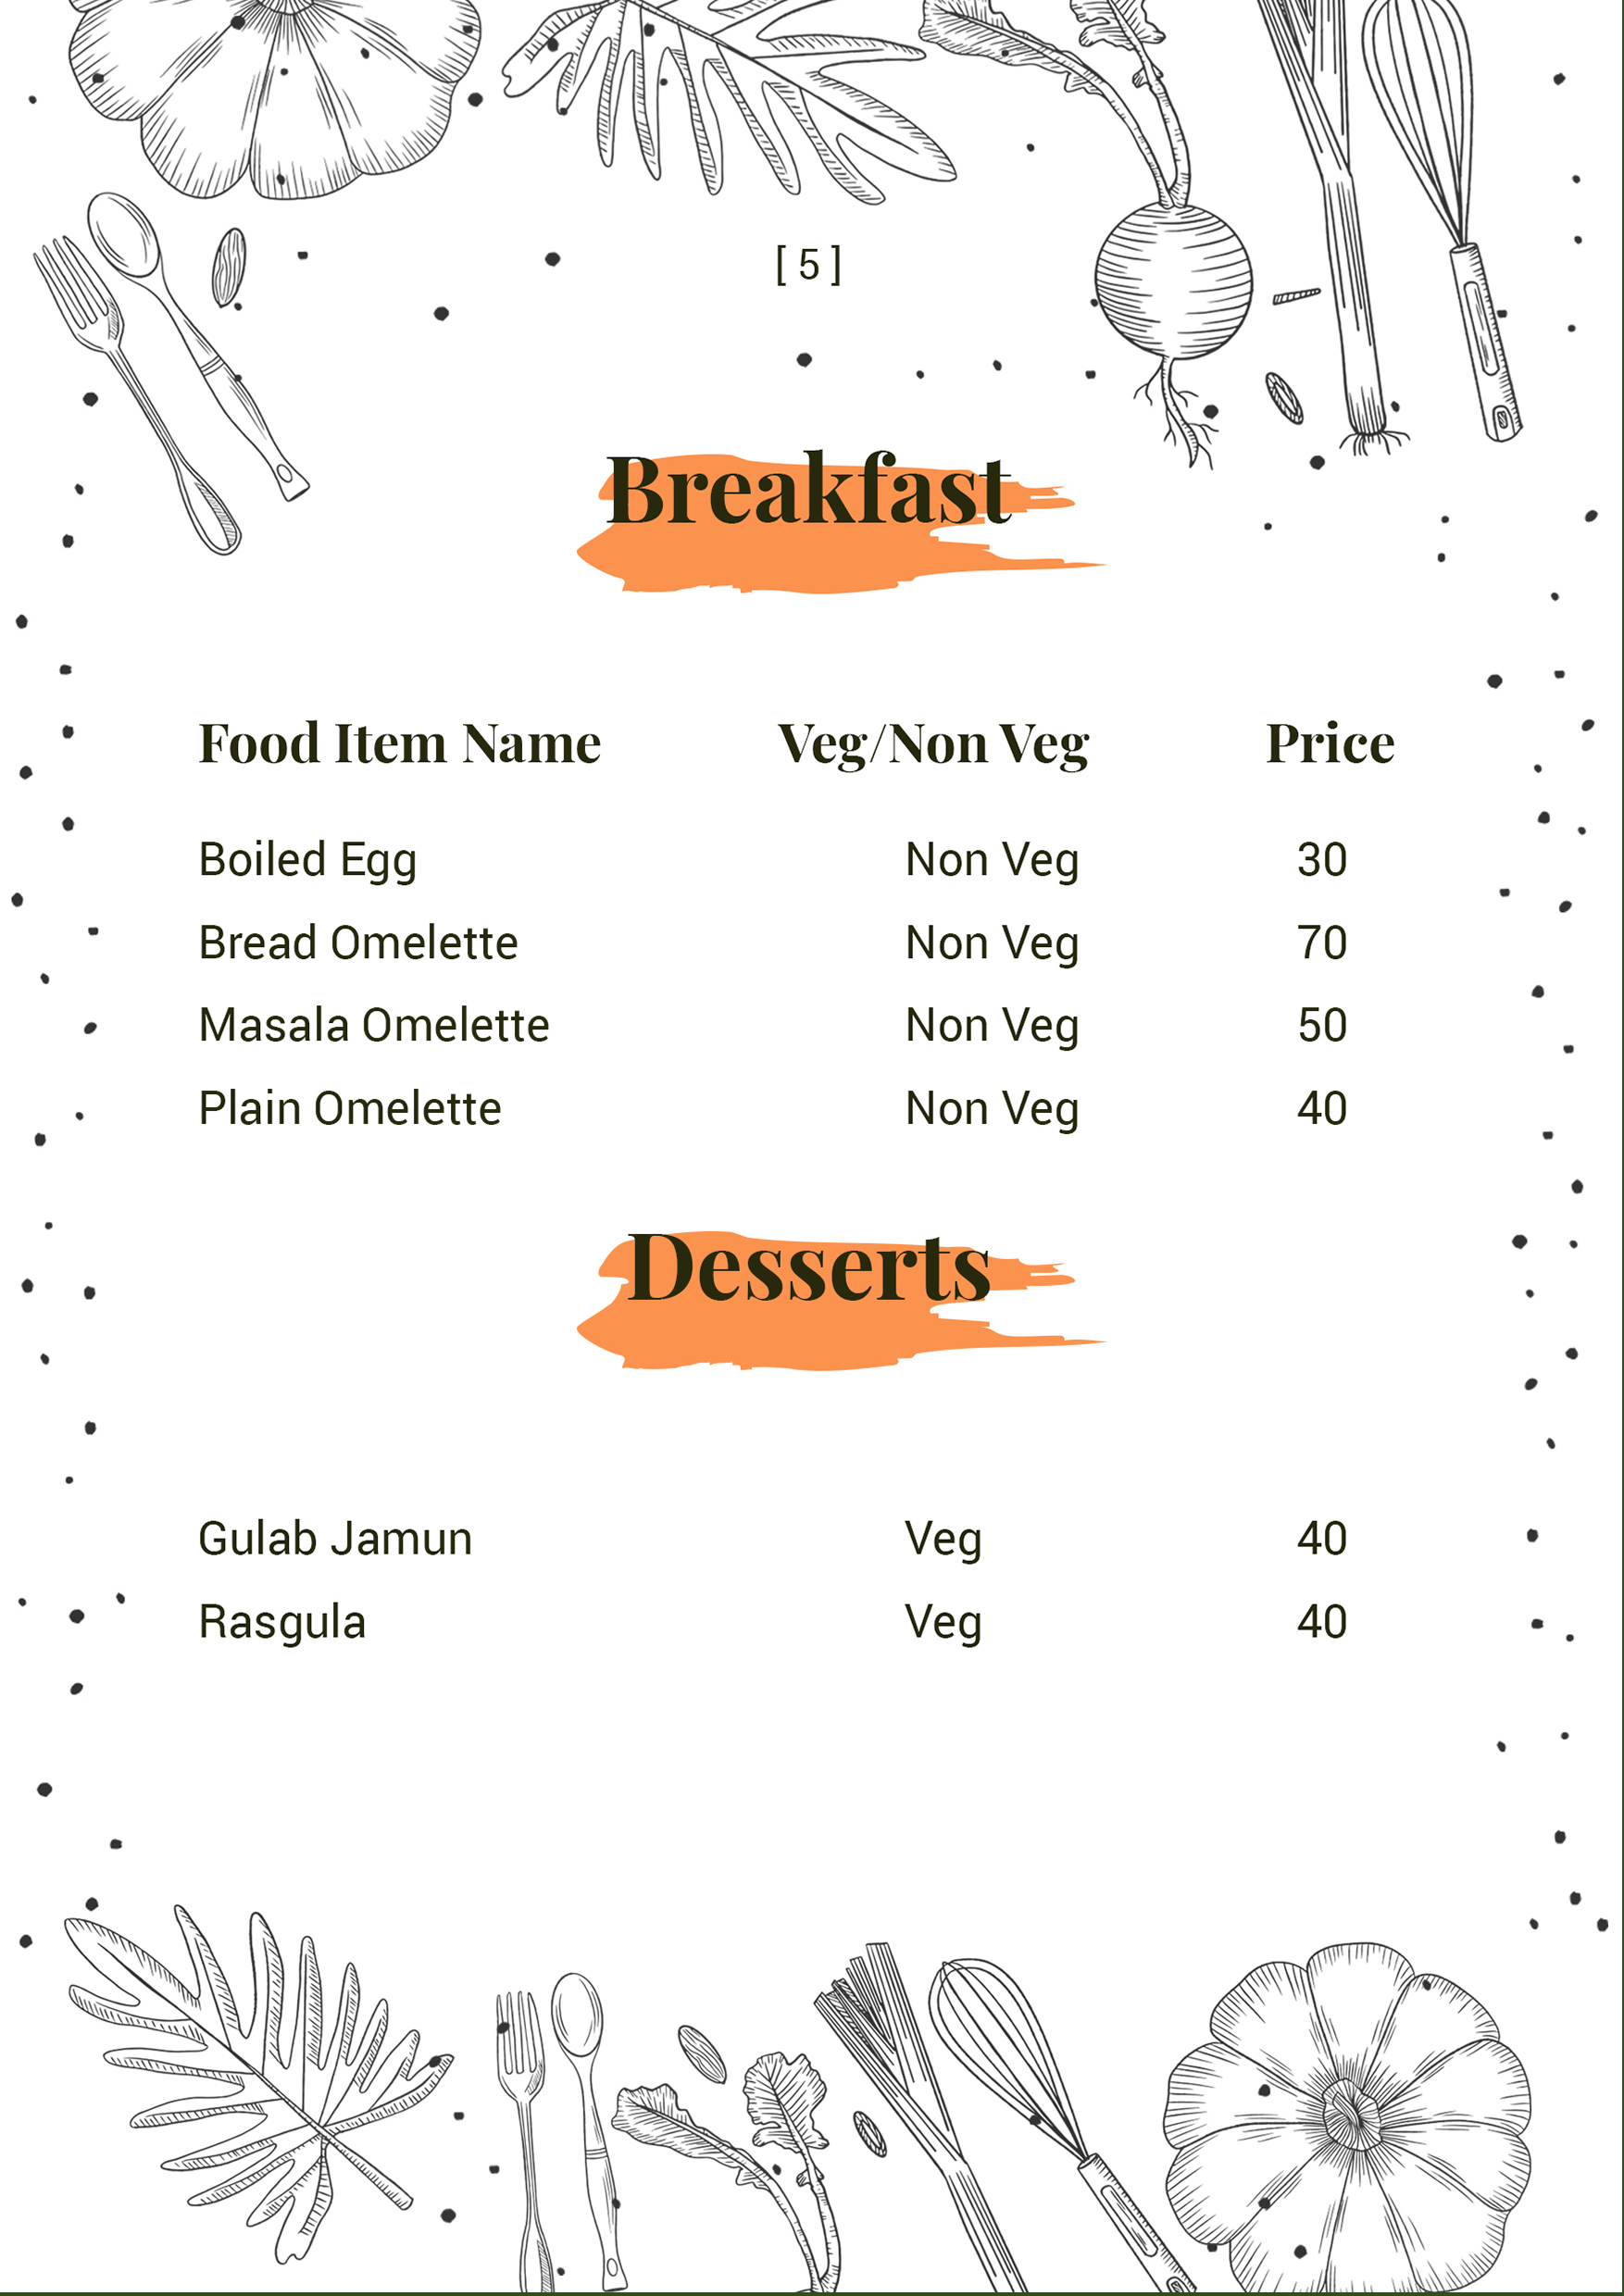 [ 5 ]
Breakfast
Food Item Name Veg/Non Veg Price
Boiled Egg Non Veg 30
Bread Omelette Non Veg 70
Masala Omelette Non Veg 50
Plain Omelette Non Veg 40
Desserts
Gulab Jamun Veg 40
Rasgula Veg 40